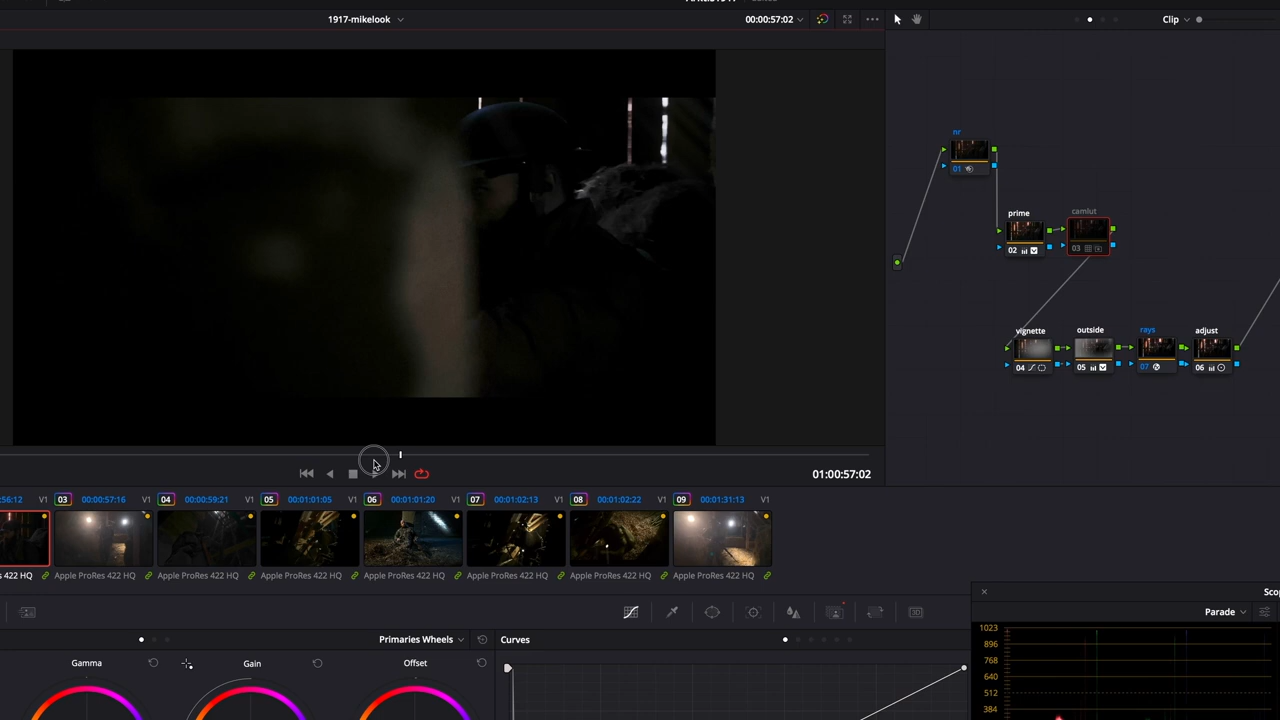 1917-mikelook
00:00:57:02
Clip
nr
01
prime
camlut
02
03
vignette
outside
rays
adjust
04
05
07
06
01:00:57:02
:56:12 V1 03 00:00:57:16 V1 04 00:00:59:21 V1 05 00:01:01:05 V1 06 00:01:01:20 V1 07 00:01:02:13 V1 08 00:01:02:22 V1 09 00:01:31:13 V1
s 422 HQ Apple ProRes 422 HQ Apple ProRes 422 HQ Apple ProRes 422 HQ Apple ProRes 422 HQ Apple ProRes 422 HQ Apple ProRes 422 HQ Apple ProRes 422 HQ
3D
Sco
Parade
Primaries Wheels
Curves
Gamma
Gain
Offset
1023
896
768
640
512
384